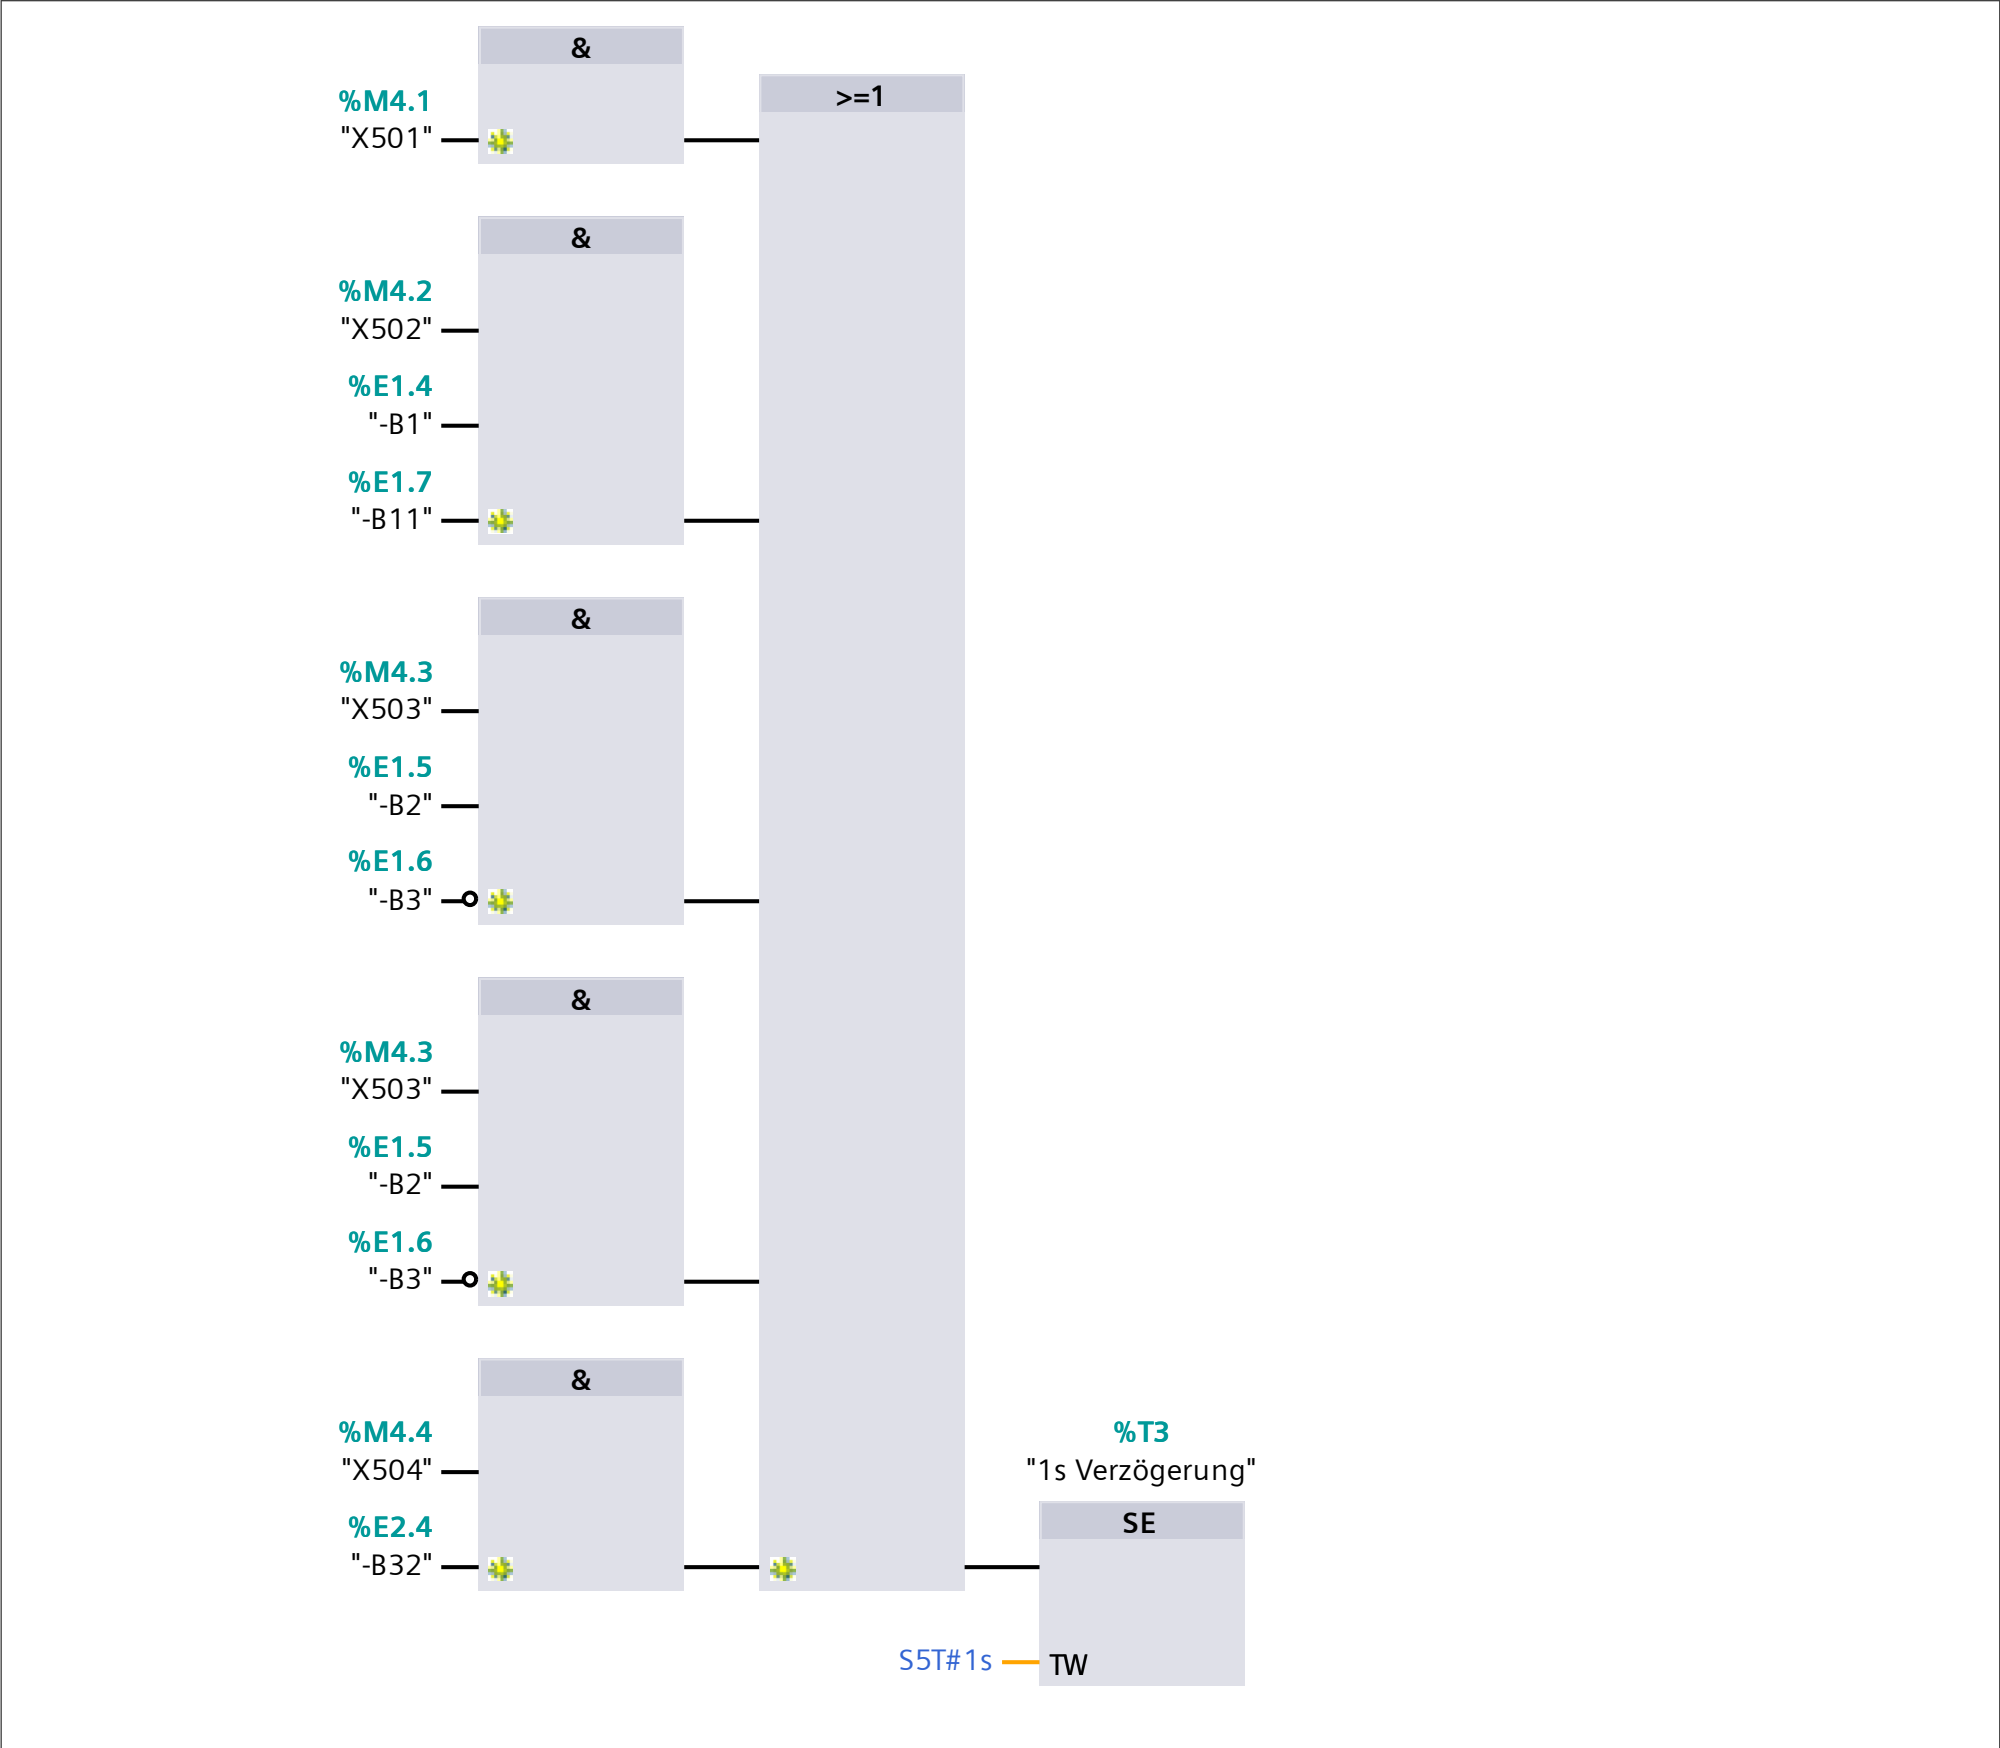 &
%M4.1
"X501"
>=1
&
%M4.2
"X502"
%E1.4
"-B1"
%E1.7
"-B11"
&
%M4.3
"X503"
%E1.5
"-B2"
%E1.6
"-B3"
&
%M4.3
"X503"
%E1.5
"-B2"
%E1.6
"-B3"
&
%M4.4
"X504"
%E2.4
"-B32"
%T3
"1s Verzögerung"
SE
S5T#1s
TW